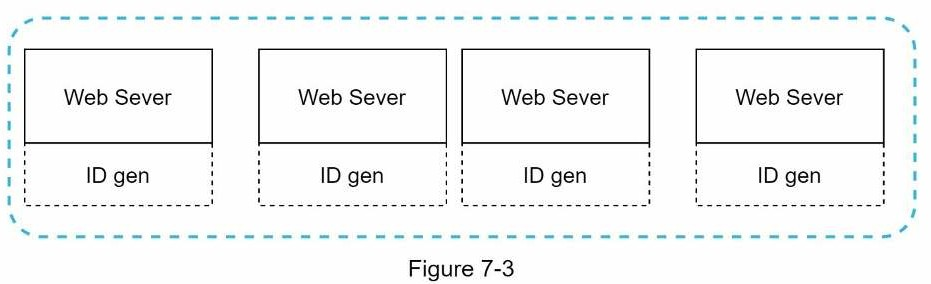 Web Sever Web Sever Web Sever Web Sever
ID gen ID gen ID gen ID gen
Figure 7-3